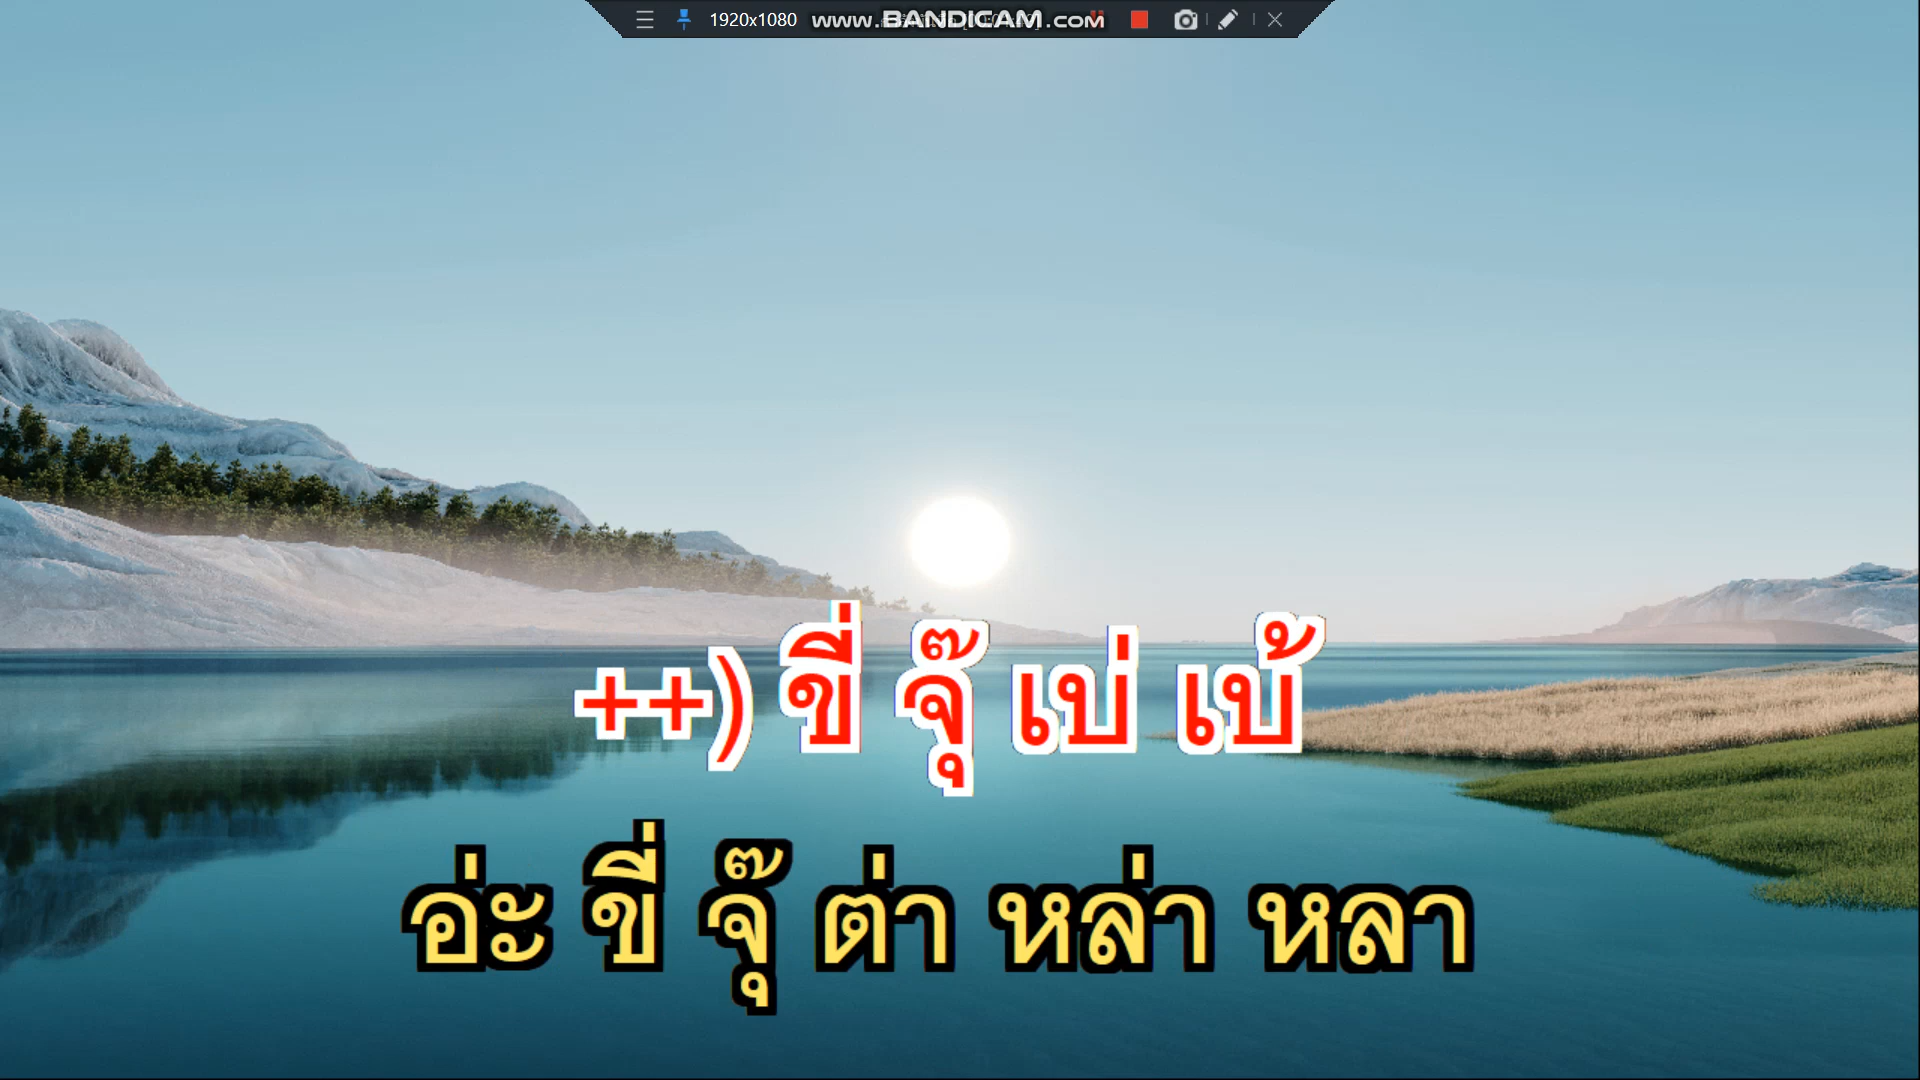 1920x1080 www.BANDICAM.COM
++) ขี่ จุ๊ เบ่ เบ้
อ่ะ ขี่ จุ๊ ต่า หล่า หลา